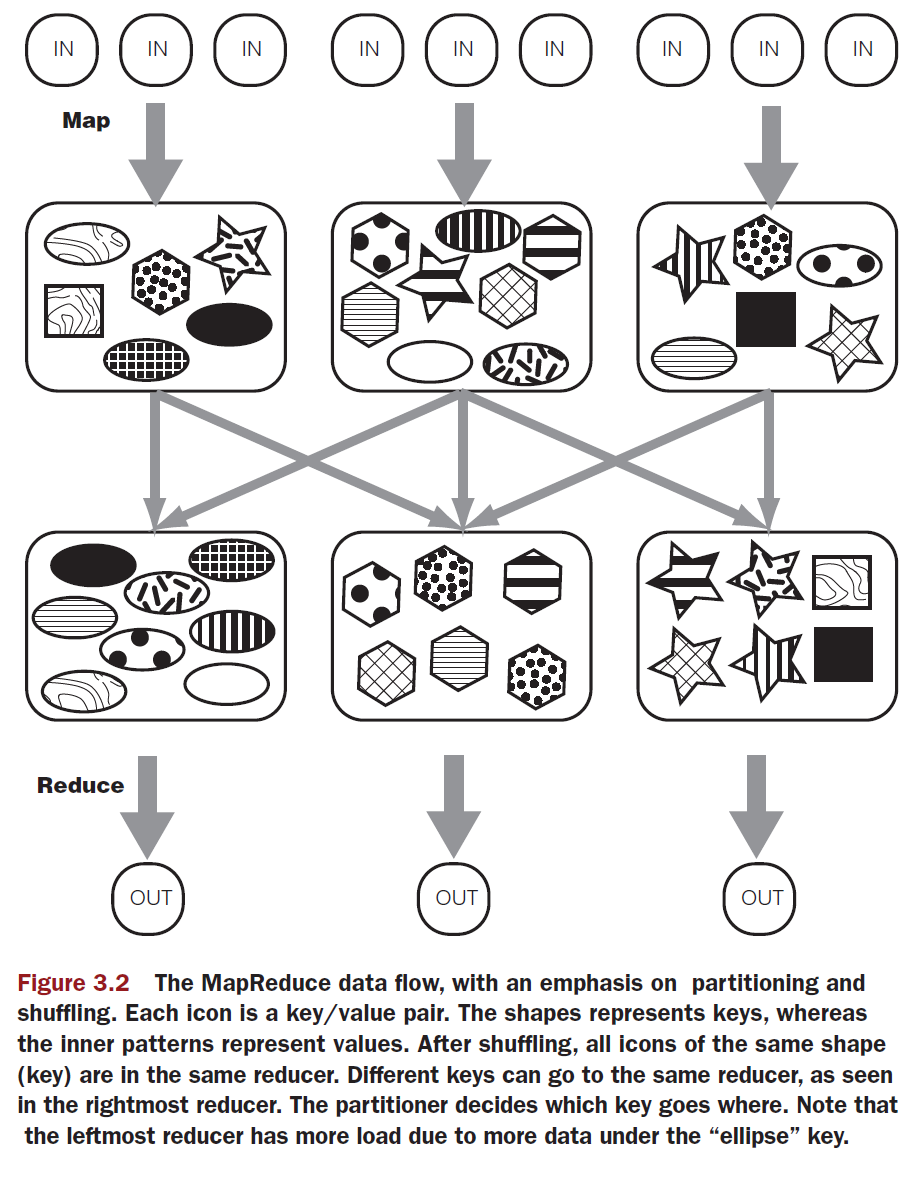 IN IN IN IN IN IN IN IN IN
Map
Reduce
OUT OUT OUT
Figure 3.2 The MapReduce data flow, with an emphasis on partitioning and
shuffling. Each icon is a key/value pair. The shapes represents keys, whereas
the inner patterns represent values. After shuffling, all icons of the same shape
(key) are in the same reducer. Different keys can go to the same reducer, as seen
in the rightmost reducer. The partitioner decides which key goes where. Note that
the leftmost reducer has more load due to more data under the “ellipse” key.